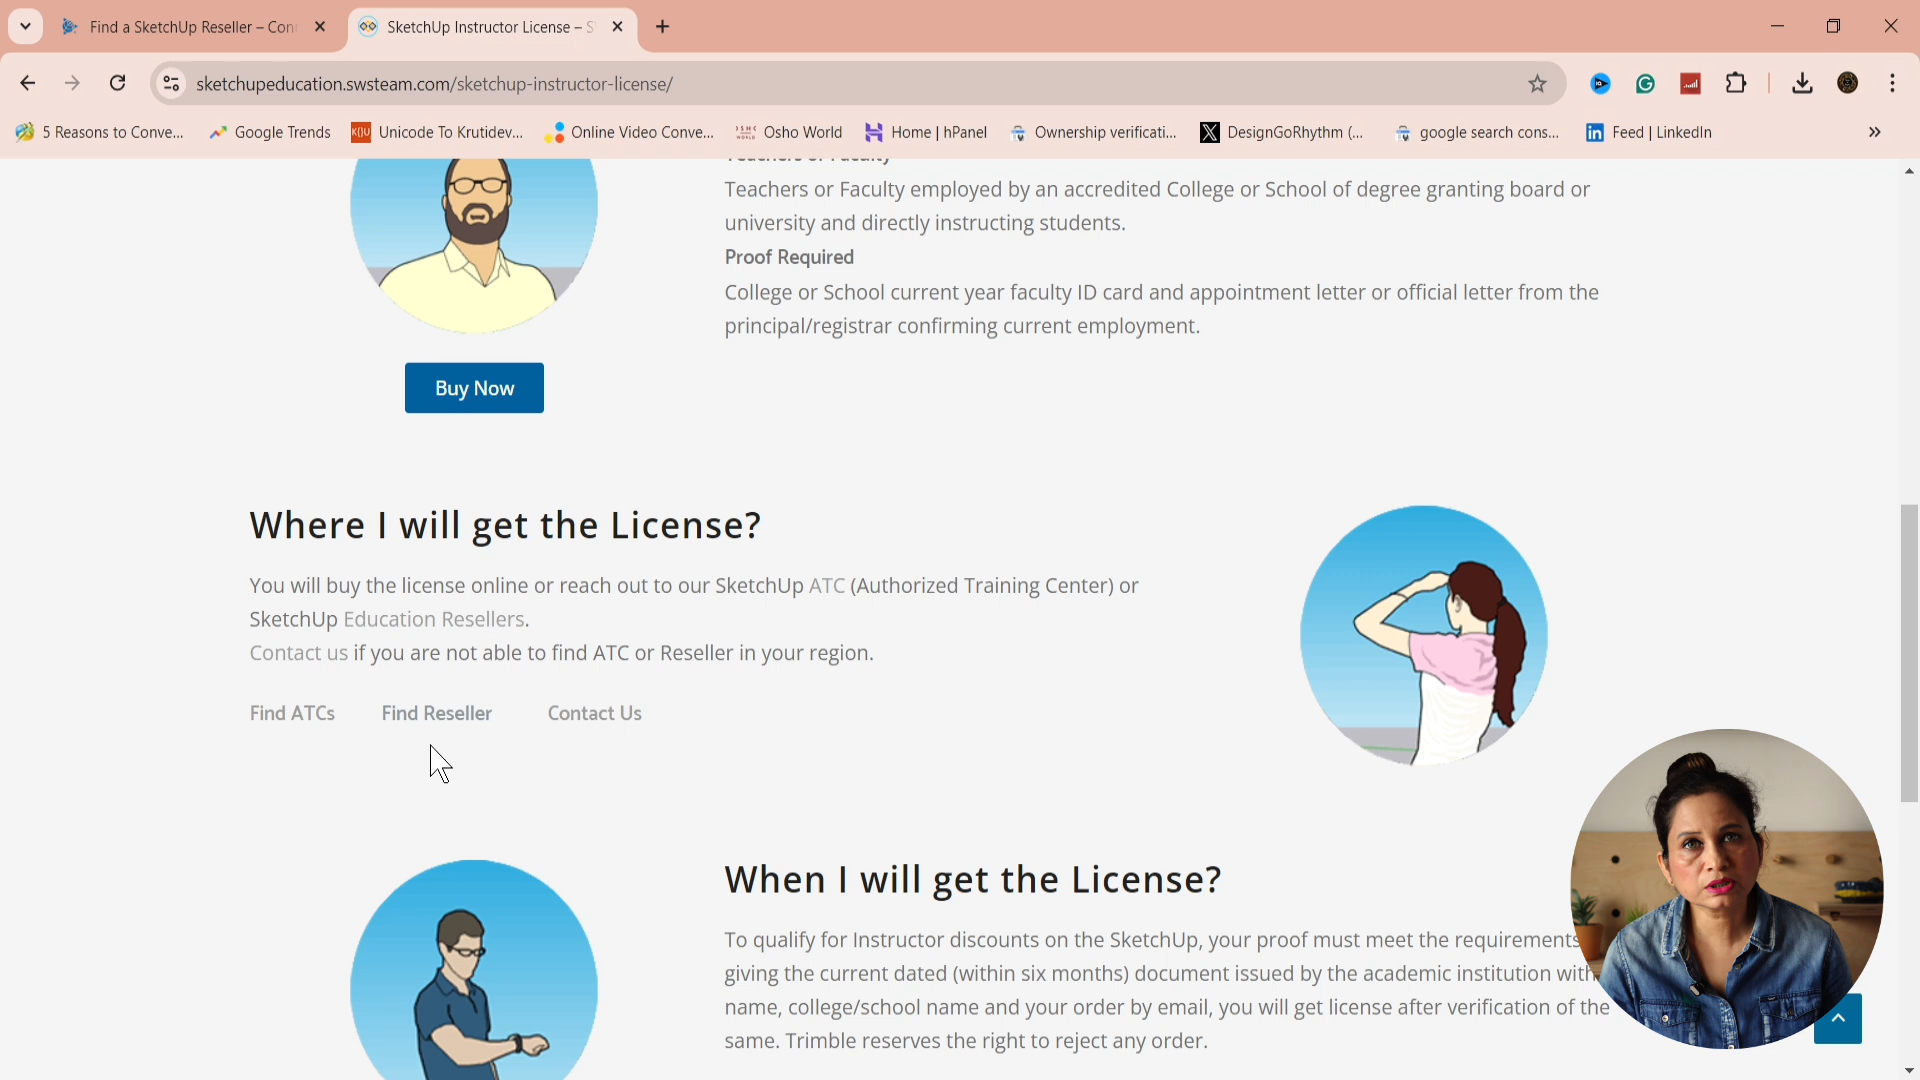 Find a SketchUp Reseller – Con
SketchUp Instructor License – S
sketchupeducation.swsteam.com/sketchup-instructor-license/
5 Reasons to Conve...
Google Trends
Unicode To Krutidev...
Online Video Conve...
Osho World
Home | hPanel
Ownership verificati...
DesignGoRhythm (...
google search cons...
Feed | LinkedIn
Teachers or Faculty
Teachers or Faculty employed by an accredited College or School of degree granting board or
university and directly instructing students.
Proof Required
College or School current year faculty ID card and appointment letter or official letter from the
principal/registrar confirming current employment.
Buy Now
Where I will get the License?
You will buy the license online or reach out to our SketchUp ATC (Authorized Training Center) or
SketchUp Education Resellers.
Contact us if you are not able to find ATC or Reseller in your region.
Find ATCs Find Reseller Contact Us
When I will get the License?
To qualify for Instructor discounts on the SketchUp, your proof must meet the requirements
giving the current dated (within six months) document issued by the academic institution with
name, college/school name and your order by email, you will get license after verification of the
same. Trimble reserves the right to reject any order.